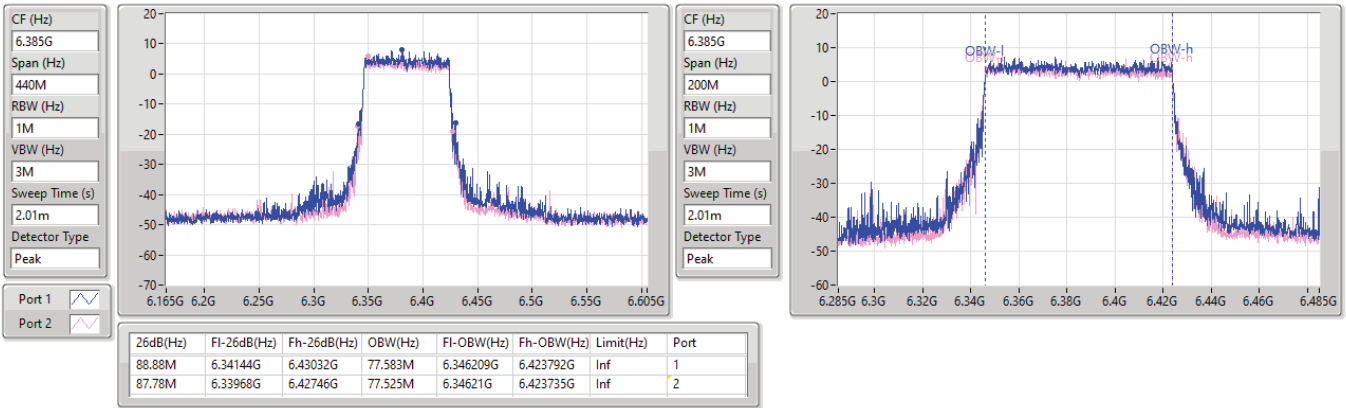 CF (Hz)
6.385G
Span (Hz)
440M
RBW (Hz)
1M
VBW (Hz)
3M
Sweep Time (s)
2.01m
Detector Type
Peak
Port 1
Port 2
20
10
0
-10
-20
-30
-40
-50
-60
-70
6.165G 6.2G 6.25G 6.3G 6.35G 6.4G 6.45G 6.5G 6.55G 6.605G
CF (Hz)
6.385G
Span (Hz)
200M
RBW (Hz)
1M
VBW (Hz)
3M
Sweep Time (s)
2.01m
Detector Type
Peak
20
10
0
-10
-20
-30
-40
-50
-60
OBW-l OBW-h
OBW-l OBW-h
6.285G 6.3G 6.32G 6.34G 6.36G 6.38G 6.4G 6.42G 6.44G 6.46G 6.485G
26dB(Hz) Fl-26dB(Hz) Fh-26dB(Hz) OBW(Hz) Fl-OBW(Hz) Fh-OBW(Hz) Limit(Hz) Port
88.88M 6.34144G 6.43032G 77.583M 6.346209G 6.423792G Inf 1
87.78M 6.33968G 6.42746G 77.525M 6.34621G 6.423735G Inf 2